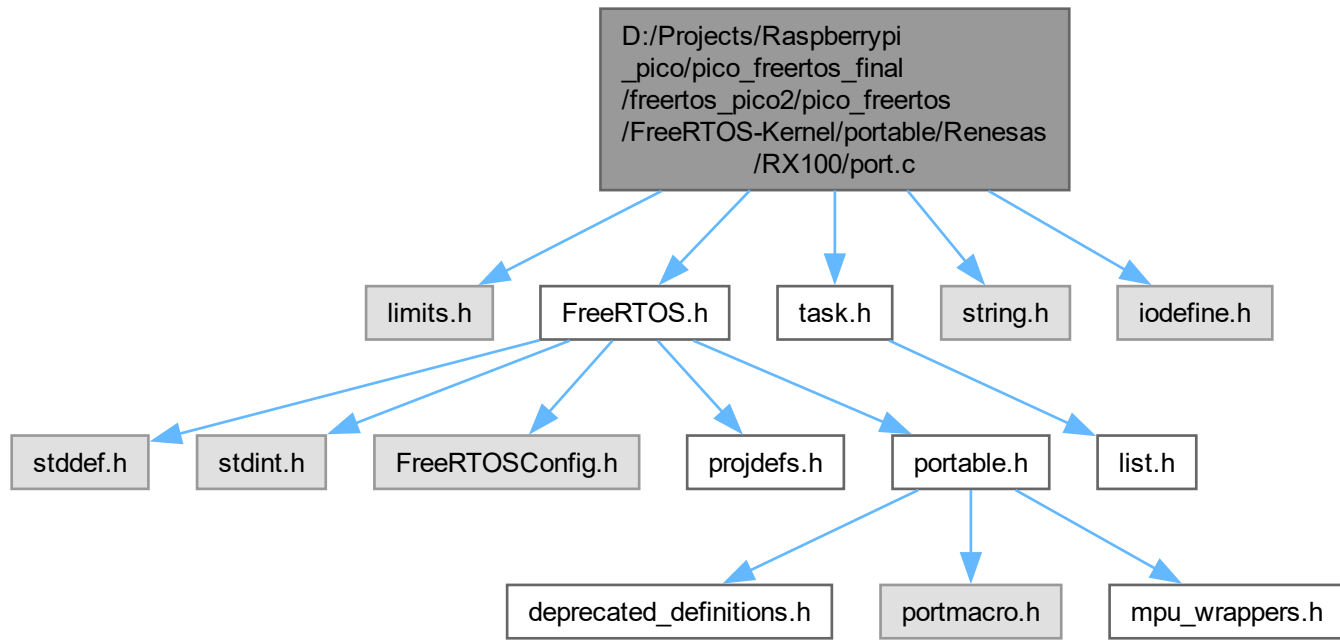 D:/Projects/Raspberrypi
_pico/pico_freertos_final
/freertos_pico2/pico_freertos
/FreeRTOS-Kernel/portable/Renesas
/RX100/port.c
limits.h
FreeRTOS.h
task.h
string.h
iodefine.h
stddef.h
stdint.h
FreeRTOSConfig.h
projdefs.h
portable.h
list.h
deprecated_definitions.h
portmacro.h
mpu_wrappers.h